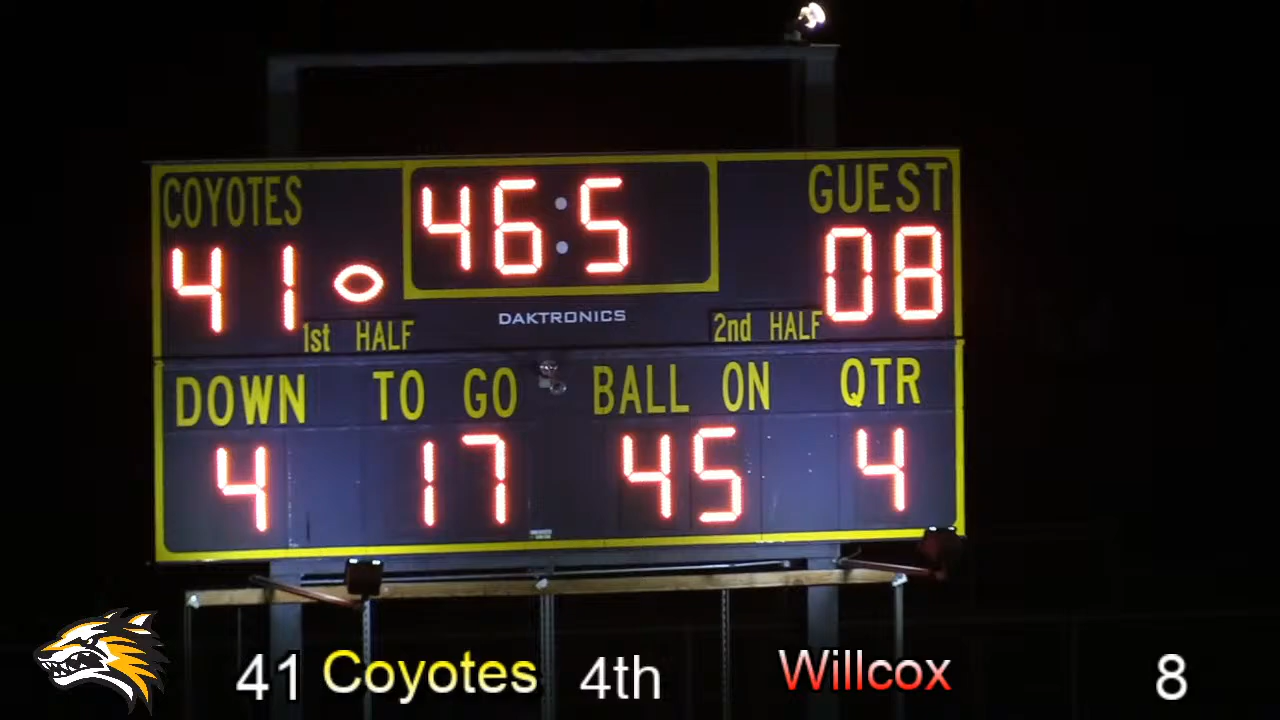 COYOTES 46:5 GUEST
41 08
1st HALF DAKTRONICS 2nd HALF
DOWN TO GO BALL ON QTR
4 17 45 4
41 Coyotes 4th Willcox 8